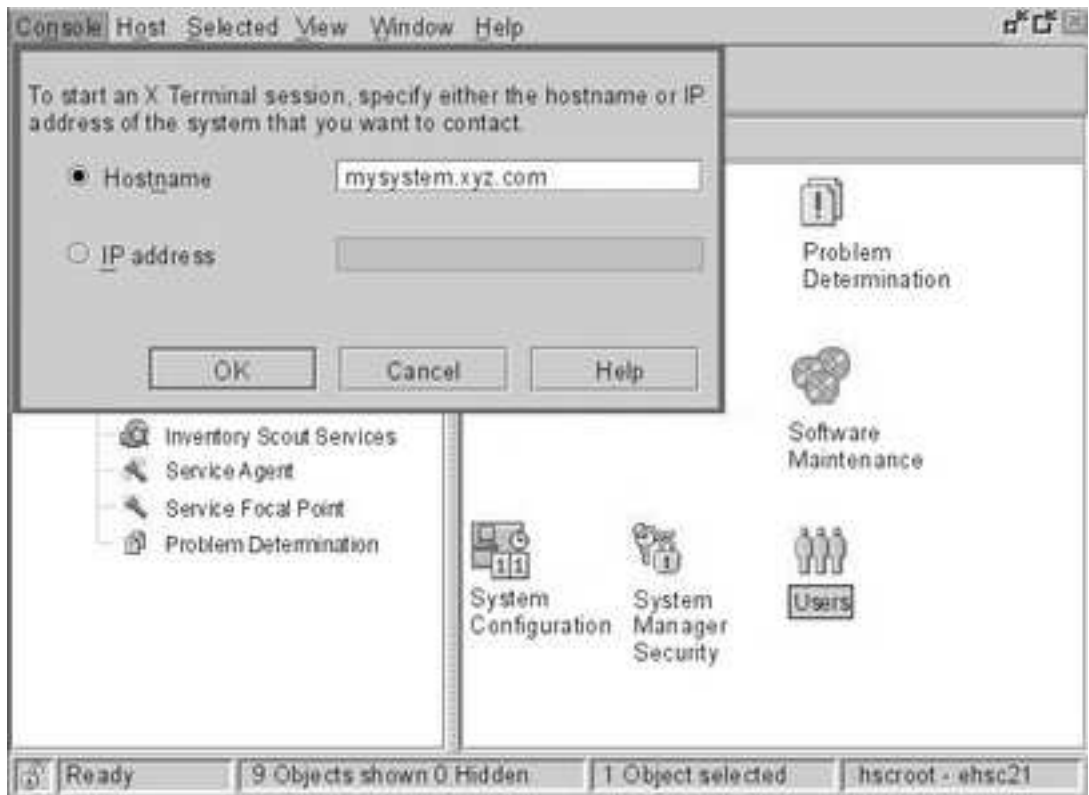 Console Host Selected View Window Help
To start an X Terminal session, specify either the hostname or IP
address of the system that you want to contact.
Hostname
mysystem.xyz.com
IP address
OK
Cancel
Help
Inventory Scout Services
Service Agent
Service Focal Point
Problem Determination
Problem
Determination
Software
Maintenance
System
Configuration
System
Manager
Security
Users
Ready
9 Objects shown 0 Hidden
1 Object selected
hscroot - ehsc21